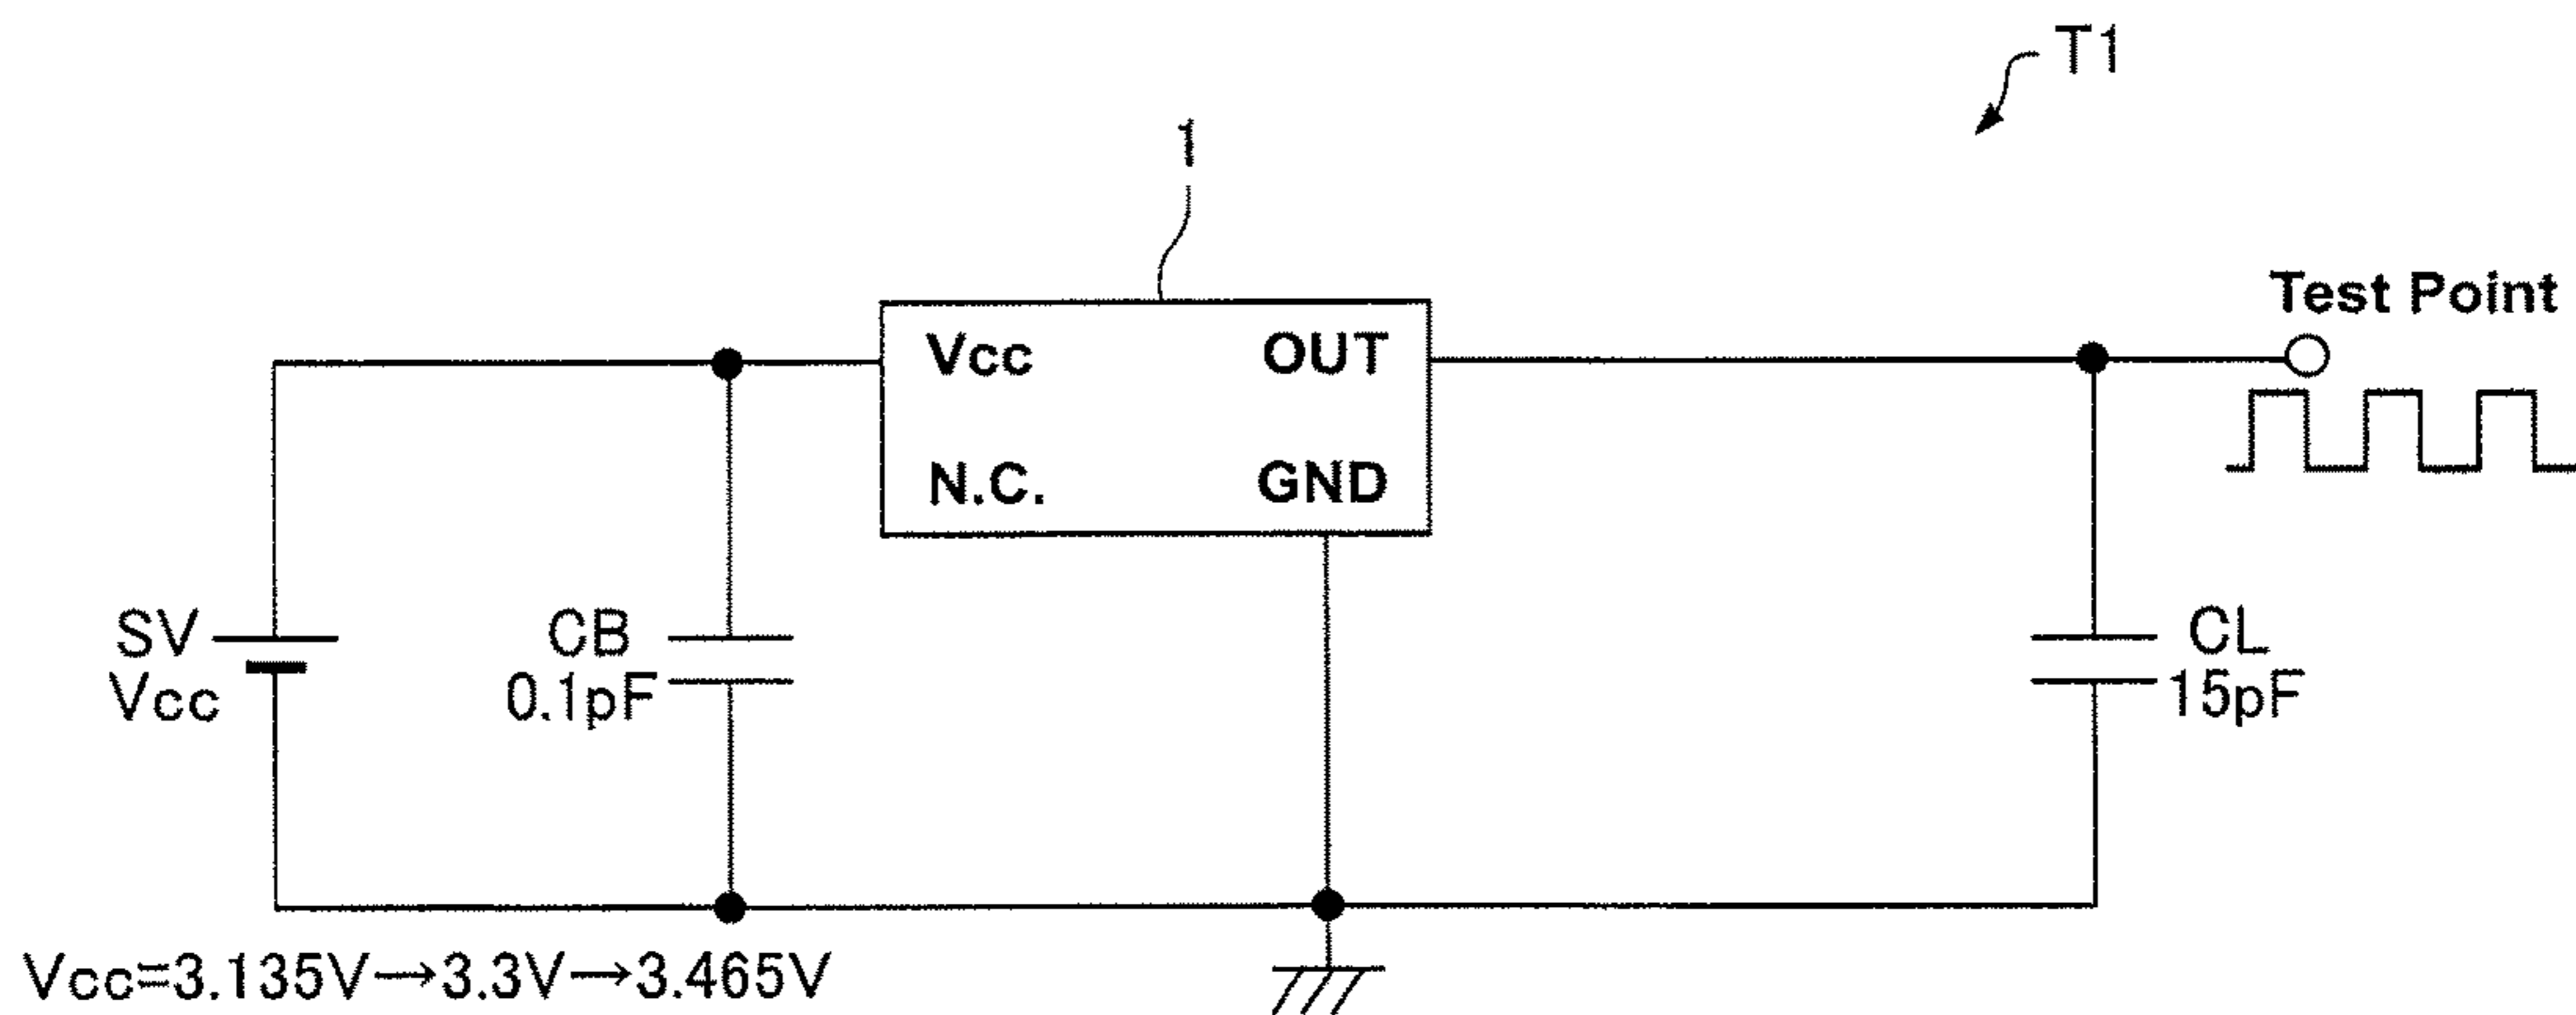 T1
1
Test Point
Vcc OUT
N.C. GND
SV
Vcc
CB
0.1pF
CL
15pF
Vcc=3.135V→3.3V→3.465V